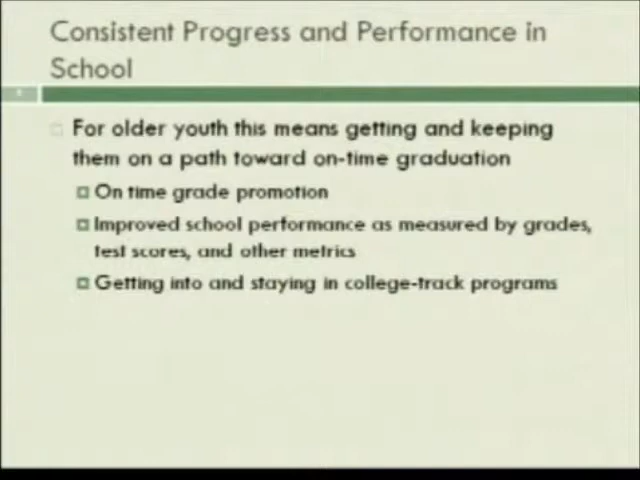 Consistent Progress and Performance in
School
For older youth this means getting and keeping
them on a path toward on-time graduation
On time grade promotion
Improved school performance as measured by grades,
test scores, and other metrics
Getting into and staying in college-track programs